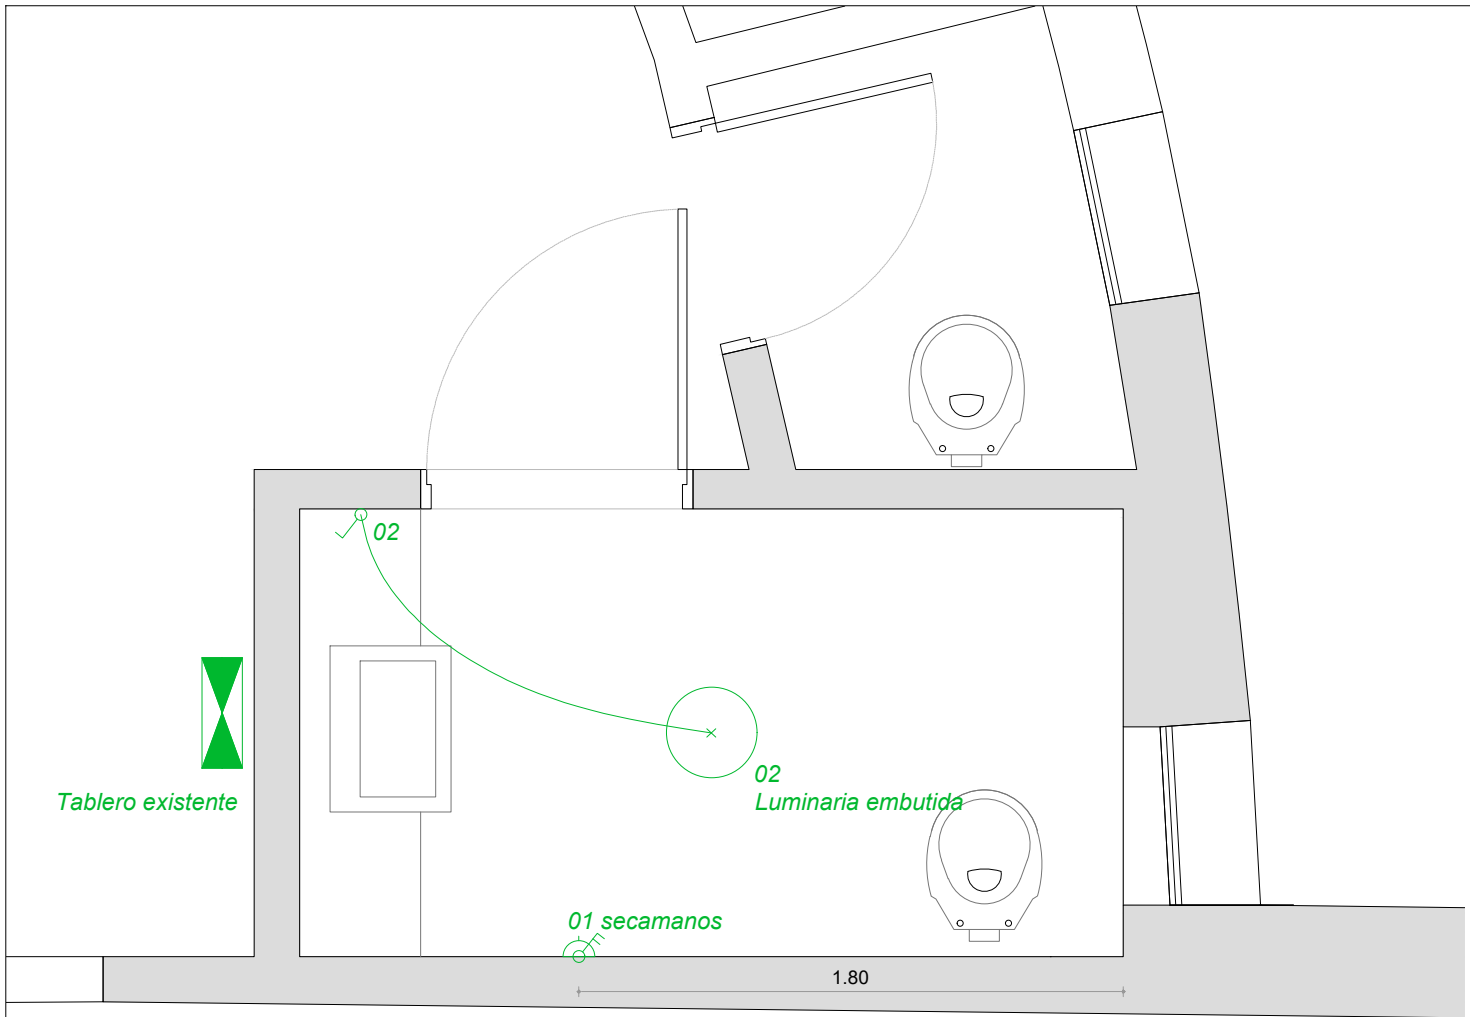 02
02
Tablero existente
Luminaria embutida
01 secamanos
1.80